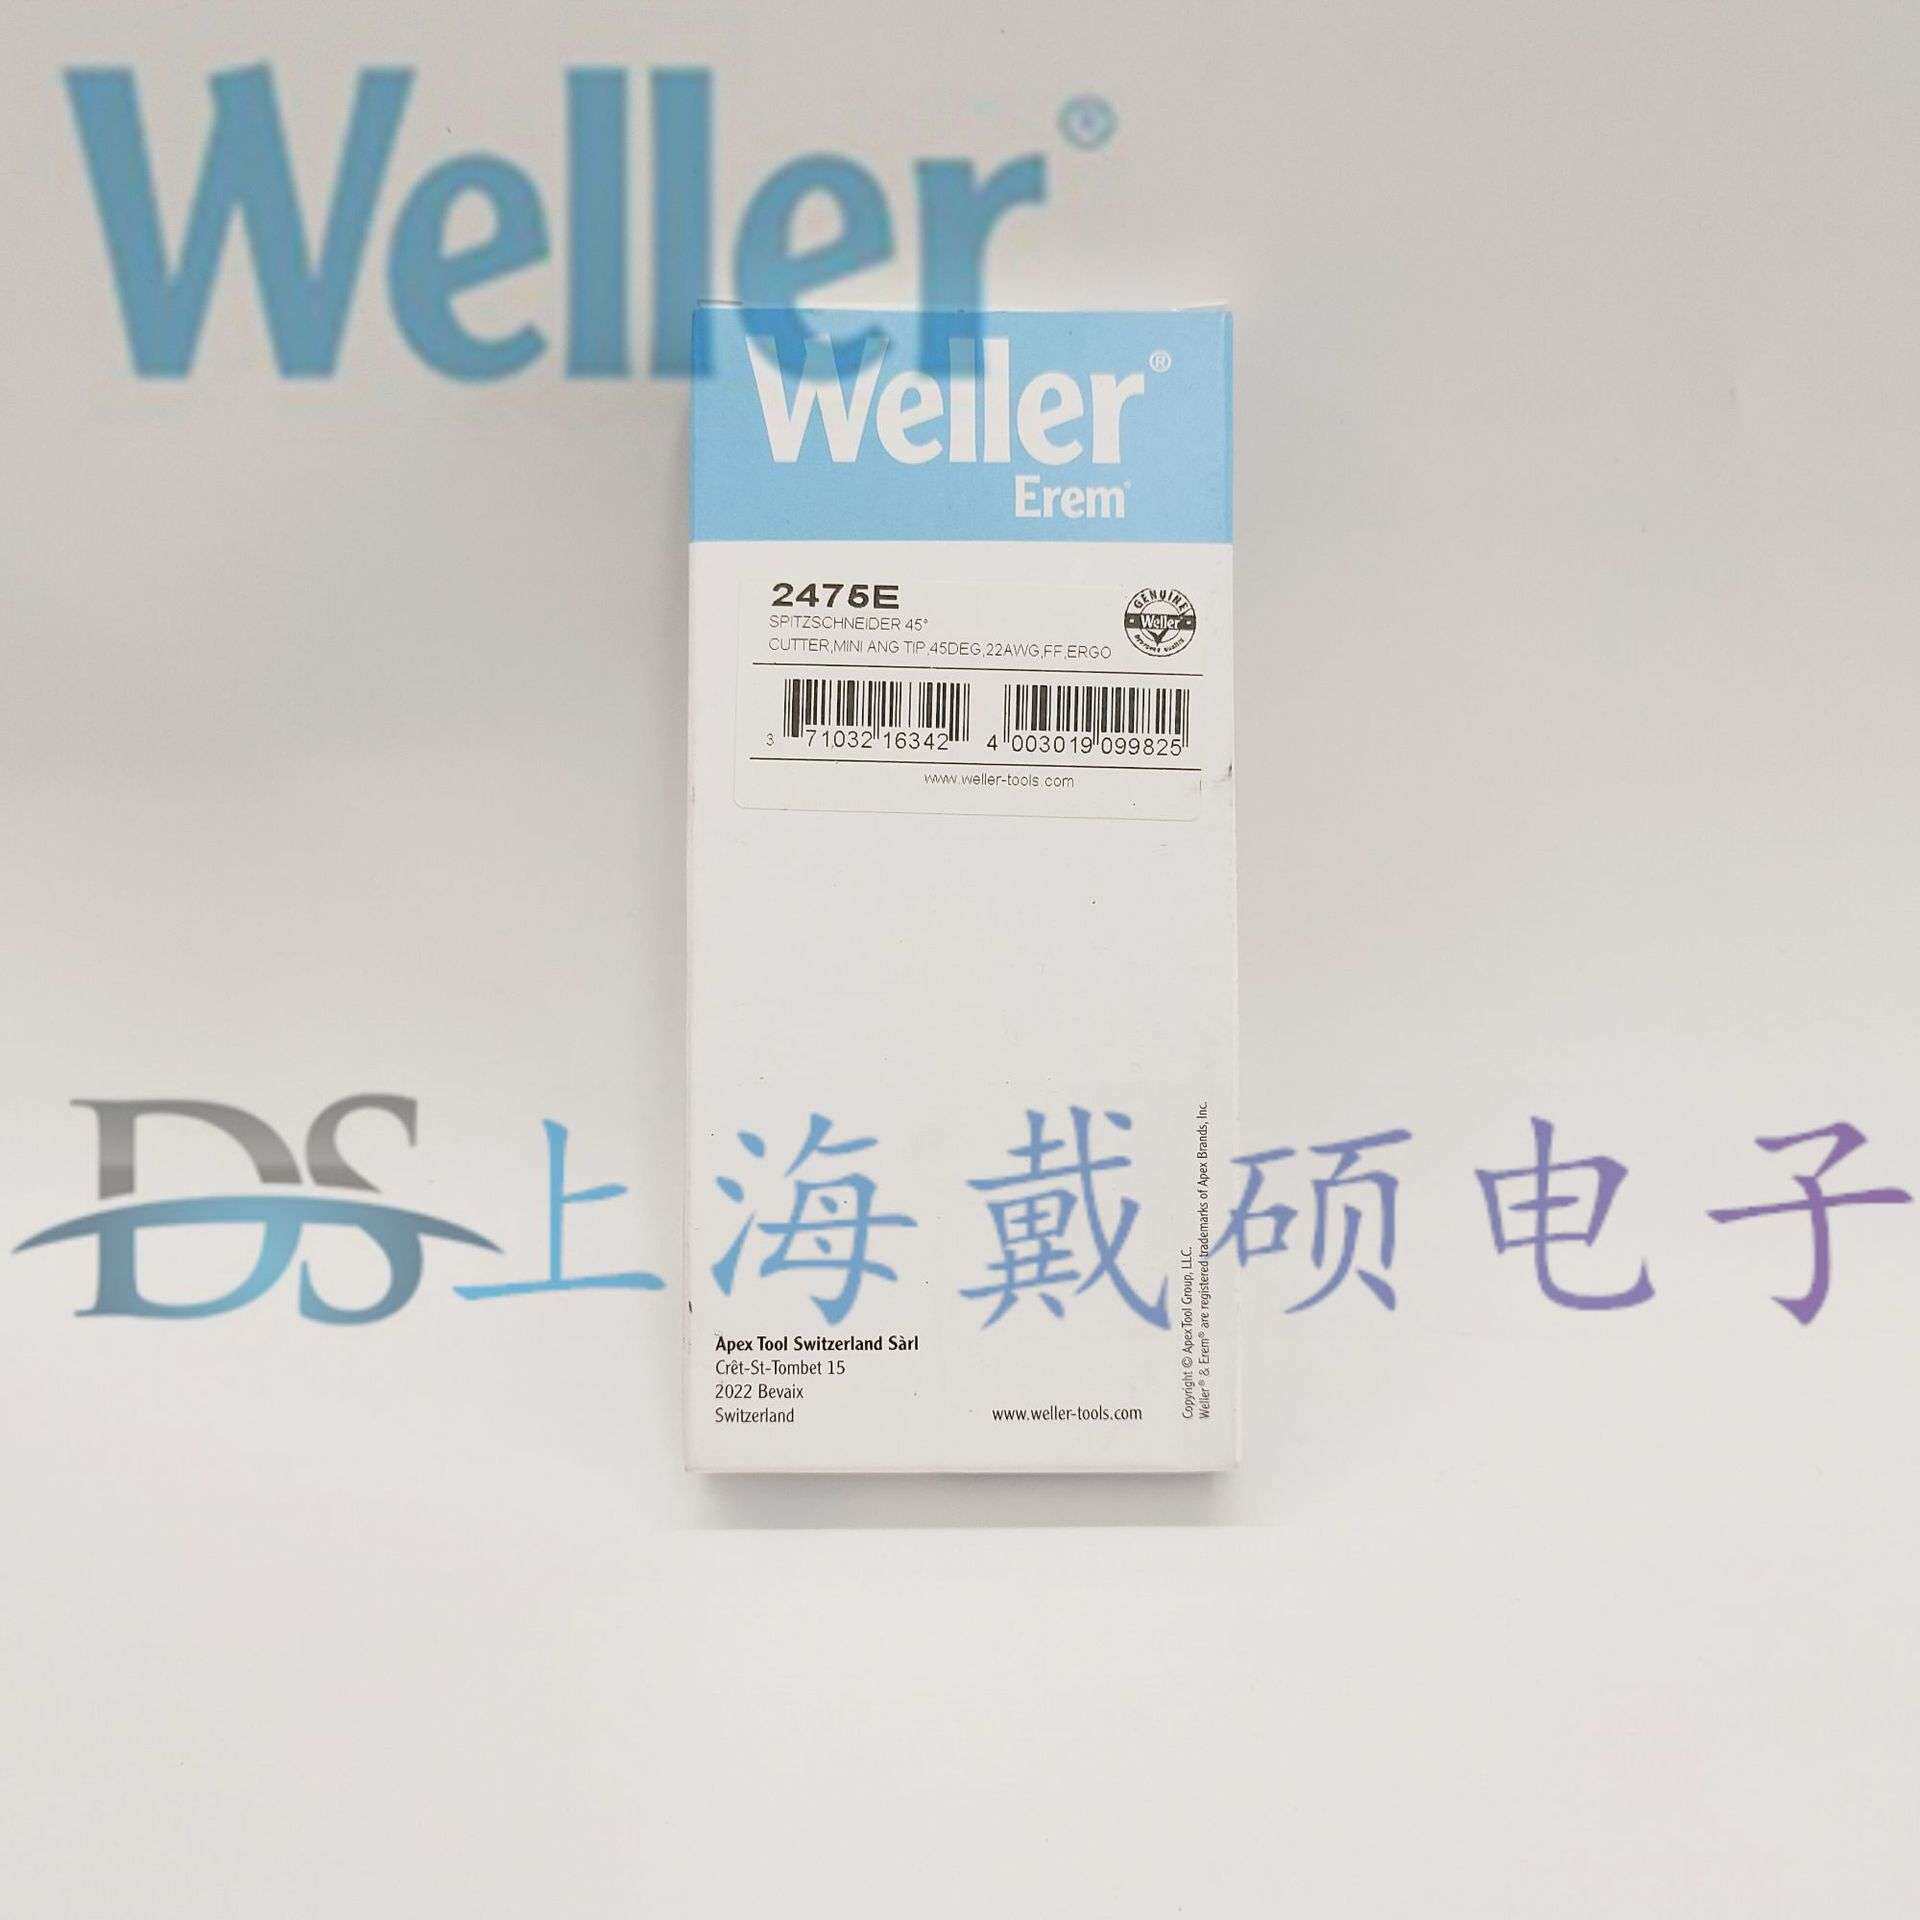 Weller®
Weller®
Erem®
2475E
SPITZSCHNEIDER 45°
CUTTER,MINI ANG TIP,45DEG,22AWG,FF,ERGO
GENUINE
Weller
3 71032 16342
4 003019 099825
www.weller-tools.com
DS上海戴硕电子
Apex Tool Switzerland Sàrl
Crêt-St-Tombet 15
2022 Bevaix
Switzerland
www.weller-tools.com
Copyright © Apex Tool Group, LLC.
Weller® & Erem® are registered trademarks of Apex Brands, Inc.